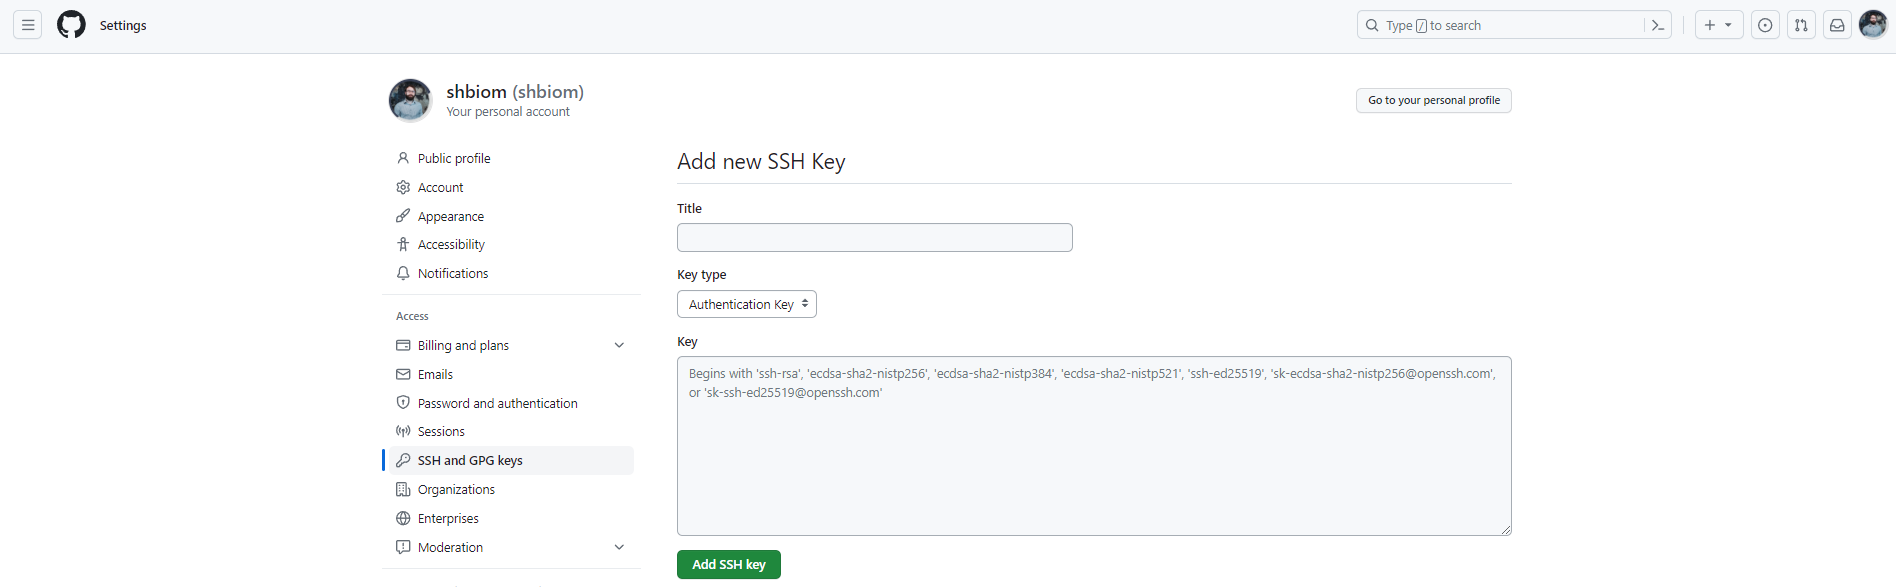 Settings
Type / to search
shbiom (shbiom)
Your personal account
Go to your personal profile
Public profile
Account
Appearance
Accessibility
Notifications
Access
Billing and plans
Emails
Password and authentication
Sessions
SSH and GPG keys
Organizations
Enterprises
Moderation
Add new SSH Key
Title
Key type
Authentication Key
Key
Begins with 'ssh-rsa', 'ecdsa-sha2-nistp256', 'ecdsa-sha2-nistp384', 'ecdsa-sha2-nistp521', 'ssh-ed25519', 'sk-ecdsa-sha2-nistp256@openssh.com',
or 'sk-ssh-ed25519@openssh.com'
Add SSH key